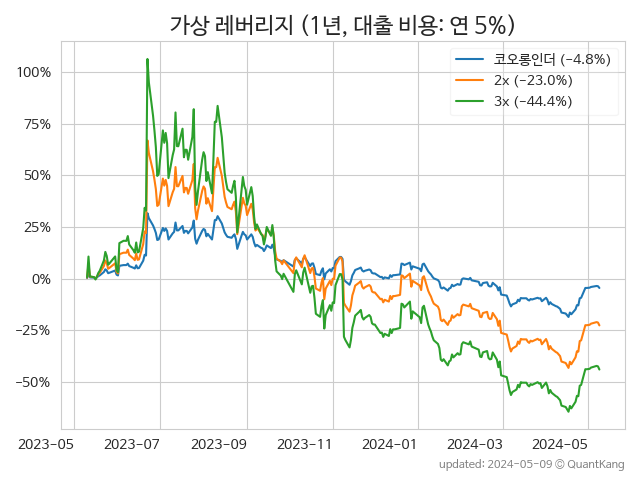 가상 레버리지 (1년, 대출 비용: 연 5%)
코오롱인더 (−4.8%)
2x (−23.0%)
3x (−44.4%)
100%
75%
50%
25%
0%
−25%
−50%
2023-05 2023-07 2023-09 2023-11 2024-01 2024-03 2024-05
updated: 2024-05-09 © QuantKang